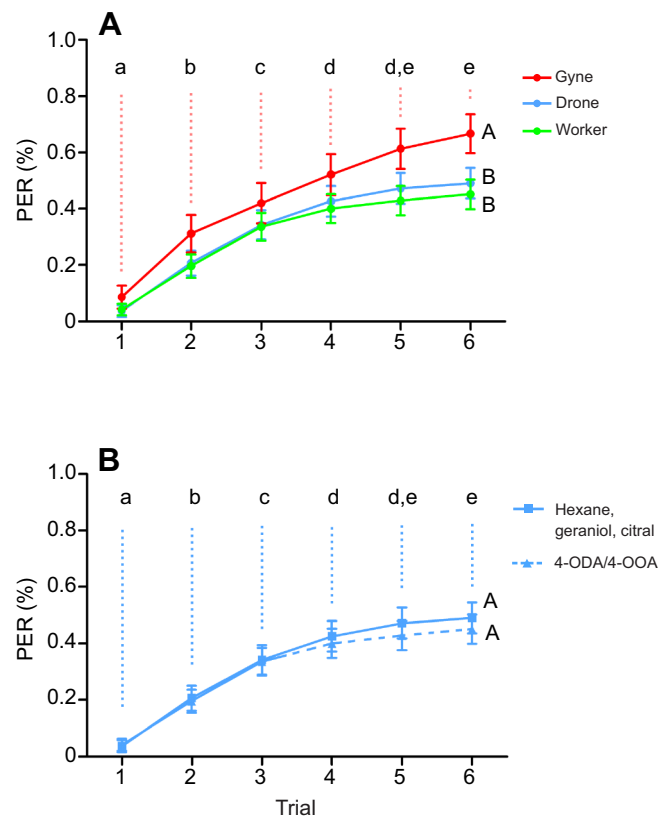 A
1.0
a b c d d,e e
Gyne
0.8
Drone
Worker
PER (%)
0.6
A
B
0.4
B
0.2
0
1 2 3 4 5 6
B
1.0
a b c d d,e e
0.8
Hexane,
geraniol, citral
4-ODA/4-OOA
PER (%)
0.6
A
A
0.4
0.2
0
1 2 3 4 5 6
Trial